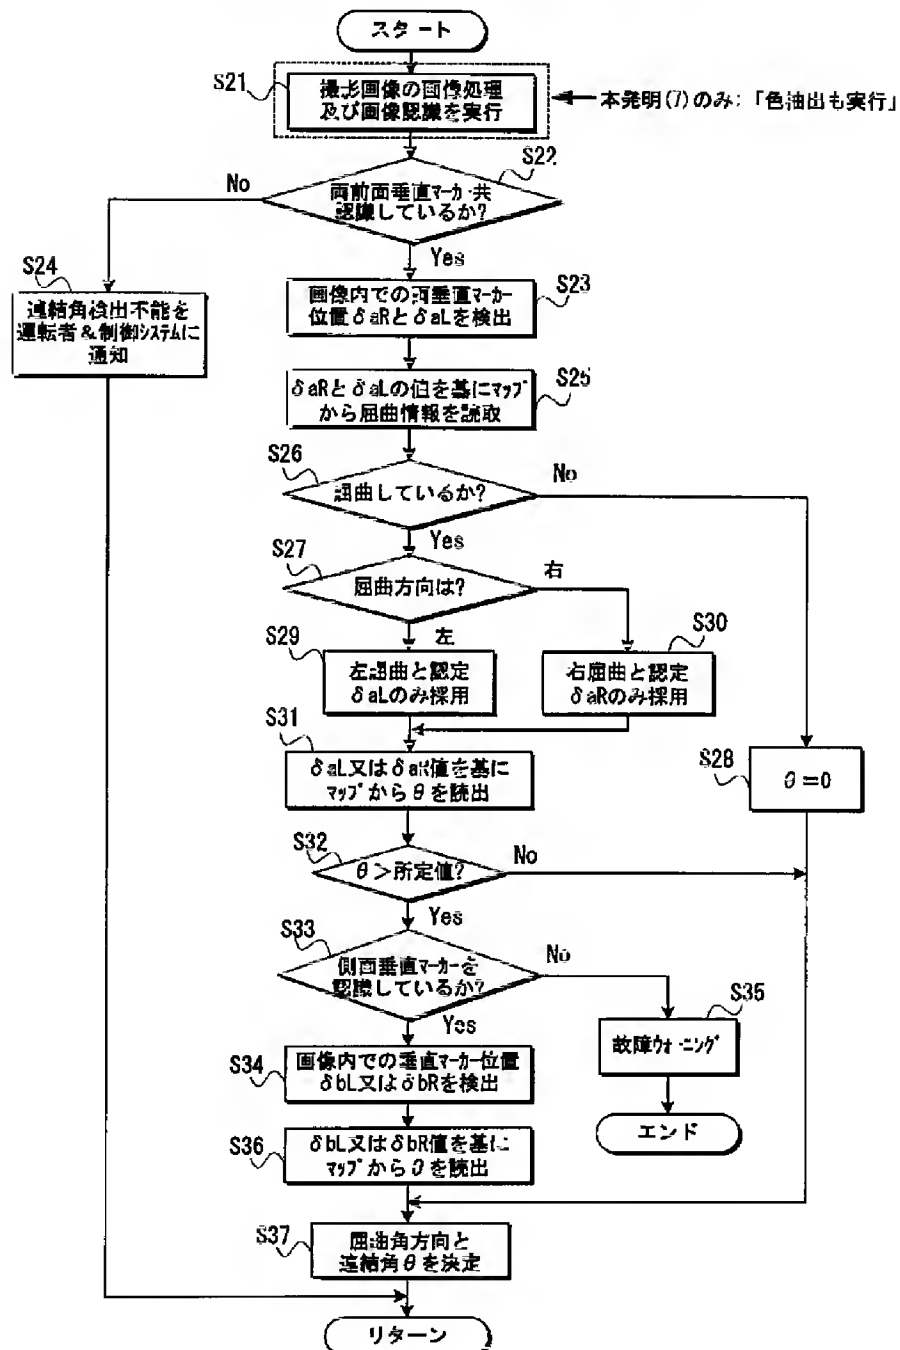 スタート
S21
撮影画像の画像処理
及び画像認識を実行
本発明(7)のみ；「色抽出も実行」
S22
両前面垂直マーカー共
認識しているか?
No
Yes
S24
連結角検出不能を
運転者&制御システムに
通知
S23
画像内での両垂直マーカー
位置δaRとδaLを検出
S25
δaRとδaLの値を基にマップ
から屈曲情報を読取
S26
屈曲しているか?
No
Yes
S27
屈曲方向は?
右
左
S29
左屈曲と認定
δaLのみ採用
S30
右屈曲と認定
δaRのみ採用
S31
δaL又はδaR値を基に
マップからθを読出
S28
θ=0
S32
θ>所定値?
No
Yes
S33
側面垂直マーカーを
認識しているか?
No
Yes
S35
故障ウォーニング
エンド
S34
画像内での垂直マーカー位置
δbL又はδbRを検出
S36
δbL又はδbR値を基に
マップからθを読出
S37
屈曲角方向と
連結角θを決定
リターン